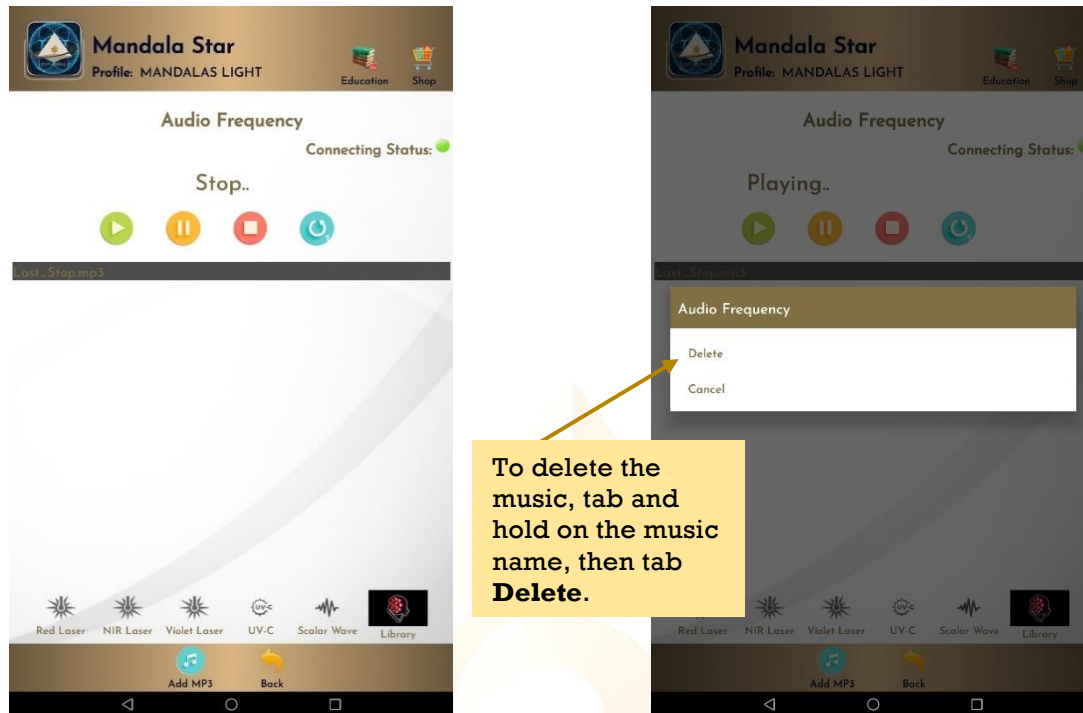 Mandala Star
Profile: MANDALAS LIGHT
Education
Shop
Audio Frequency
Connecting Status:
Stop..
Last_Stop.mp3
Red Laser
NIR Laser
Violet Laser
UV-C
UV-C
Scalar Wave
Library
Add MP3
Back
To delete the
music, tab and
hold on the music
name, then tab
Delete.
Mandala Star
Profile: MANDALAS LIGHT
Education
Shop
Audio Frequency
Connecting Status:
Playing..
Last_Stop.mp3
Audio Frequency
Delete
Cancel
Red Laser
NIR Laser
Violet Laser
UV-C
UV-C
Scalar Wave
Library
Add MP3
Back